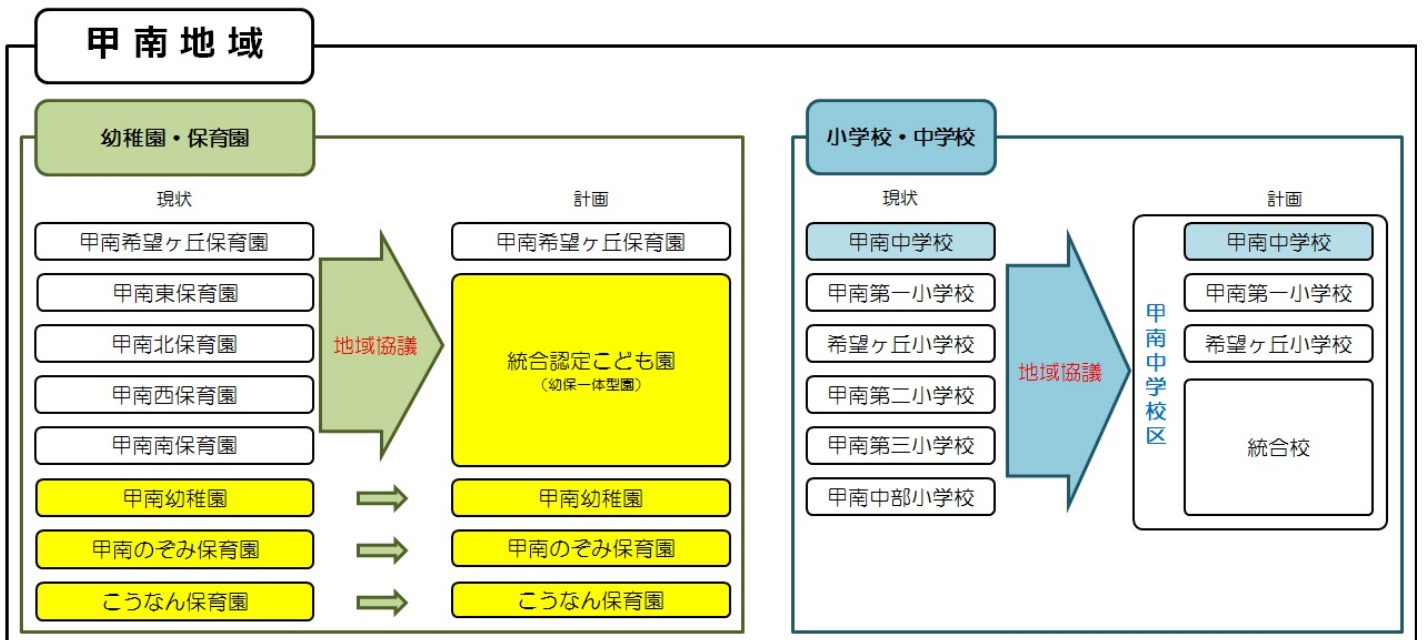 甲南地域
幼稚園・保育園
現状
甲南希望ヶ丘保育園
甲南東保育園
甲南北保育園
甲南西保育園
甲南南保育園
甲南幼稚園
甲南のぞみ保育園
こうなん保育園
地域協議
計画
甲南希望ヶ丘保育園
統合認定こども園
（幼保一体型園）
甲南幼稚園
甲南のぞみ保育園
こうなん保育園
小学校・中学校
現状
甲南中学校
甲南第一小学校
希望ヶ丘小学校
甲南第二小学校
甲南第三小学校
甲南中部小学校
地域協議
計画
甲南中学校区
甲南中学校
甲南第一小学校
希望ヶ丘小学校
統合校